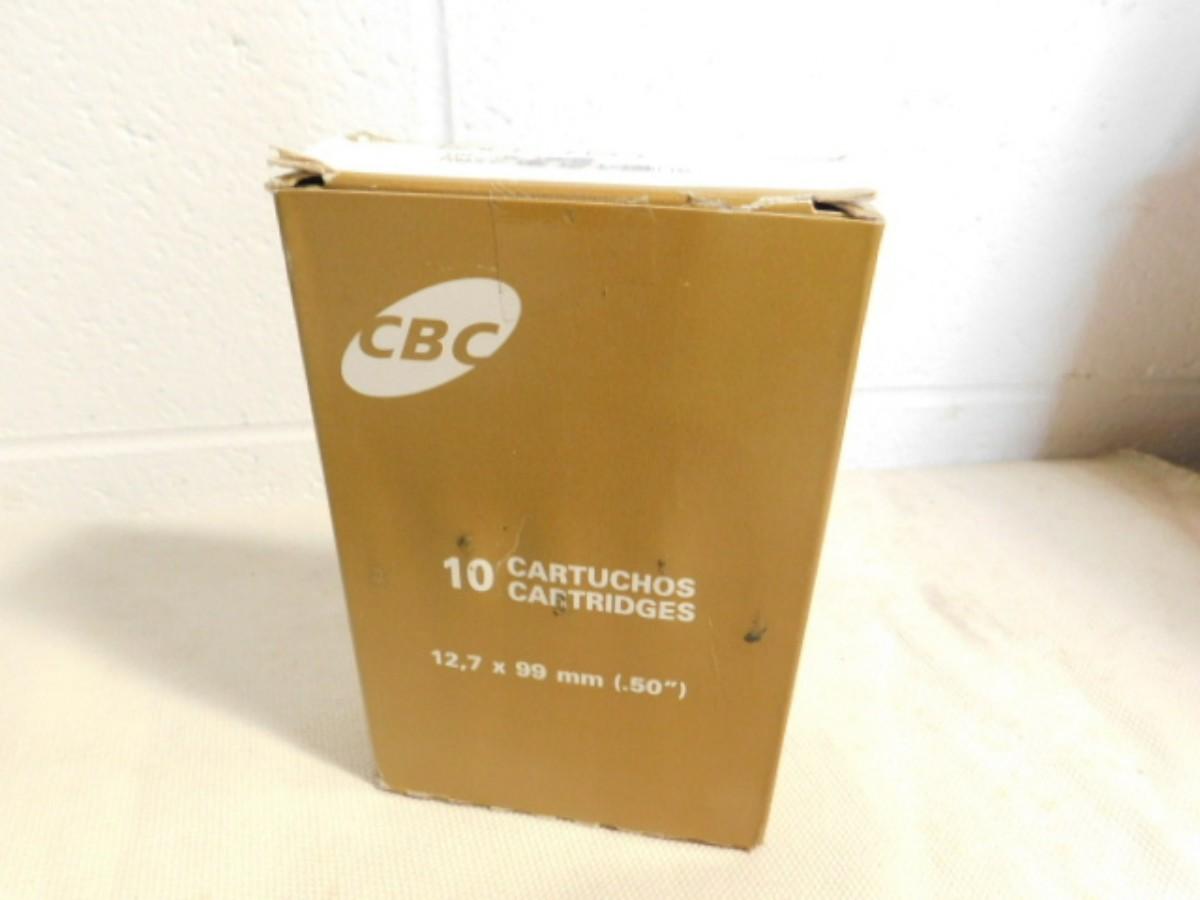 CBC
10 CARTUCHOS
CARTRIDGES
12,7 x 99 mm (.50")